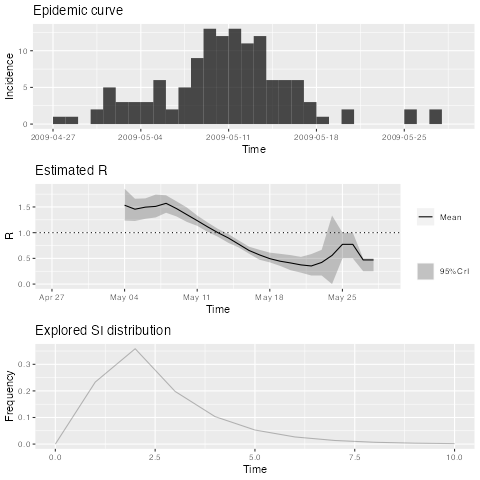 Epidemic curve
Incidence
10
5
0
2009-04-27
2009-05-04
2009-05-11
2009-05-18
2009-05-25
Time
Estimated R
R
1.5
1.0
0.5
0.0
Apr 27
May 04
May 11
May 18
May 25
Time
Mean
95%CrI
Explored SI distribution
Frequency
0.3
0.2
0.1
0.0
0.0
2.5
5.0
7.5
10.0
Time